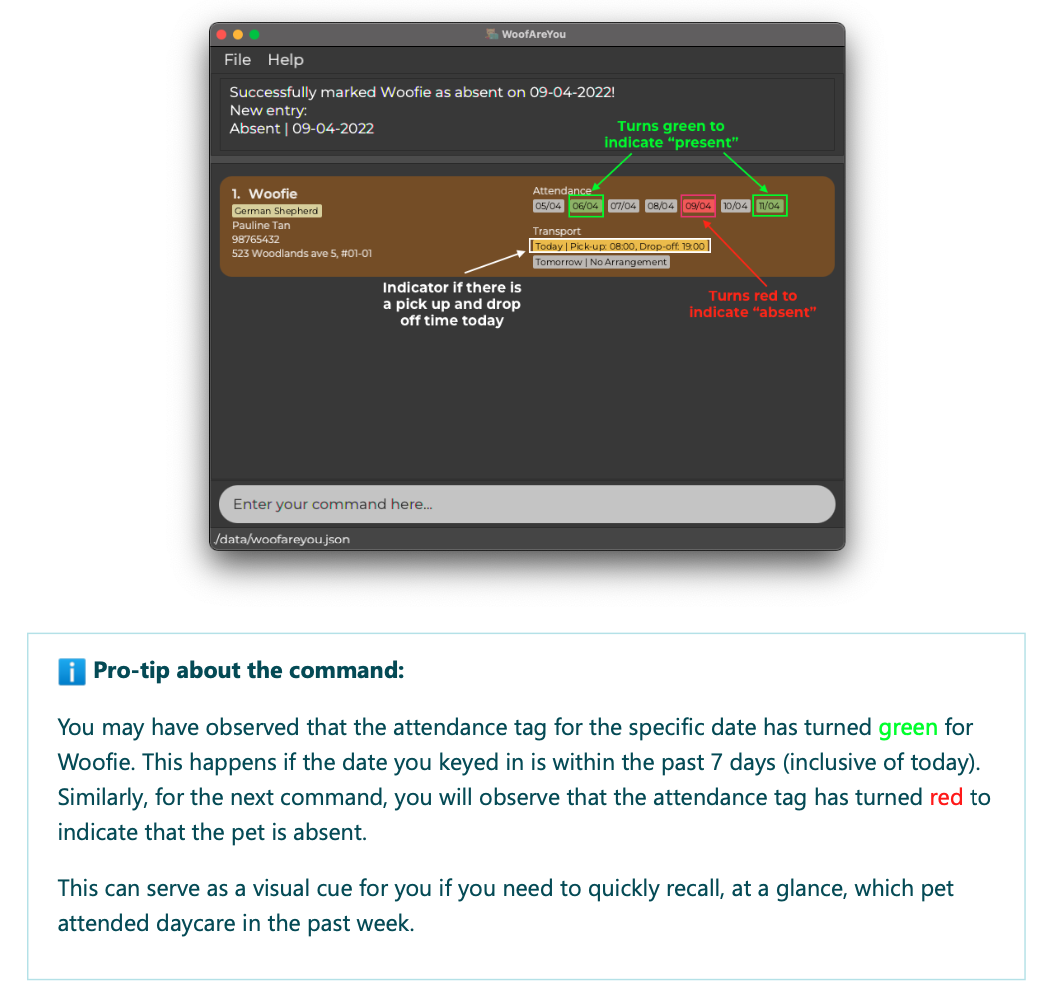 WoofAreYou
File Help
Successfully marked Woofie as absent on 09-04-2022!
New entry:
Absent | 09-04-2022
Turns green to
indicate “present”
1. Woofie
German Shepherd
Pauline Tan
98765432
523 Woodlands ave 5, #01-01
Attendance
05/04 06/04 07/04 08/04 09/04 10/04 11/04
Transport
Today | Pick-up: 08:00, Drop-off: 19:00
Tomorrow | No Arrangement
Indicator if there is
a pick up and drop
off time today
Turns red to
indicate “absent”
Enter your command here...
./data/woofareyou.json
Pro-tip about the command:
You may have observed that the attendance tag for the specific date has turned green for
Woofie. This happens if the date you keyed in is within the past 7 days (inclusive of today).
Similarly, for the next command, you will observe that the attendance tag has turned red to
indicate that the pet is absent.
This can serve as a visual cue for you if you need to quickly recall, at a glance, which pet
attended daycare in the past week.